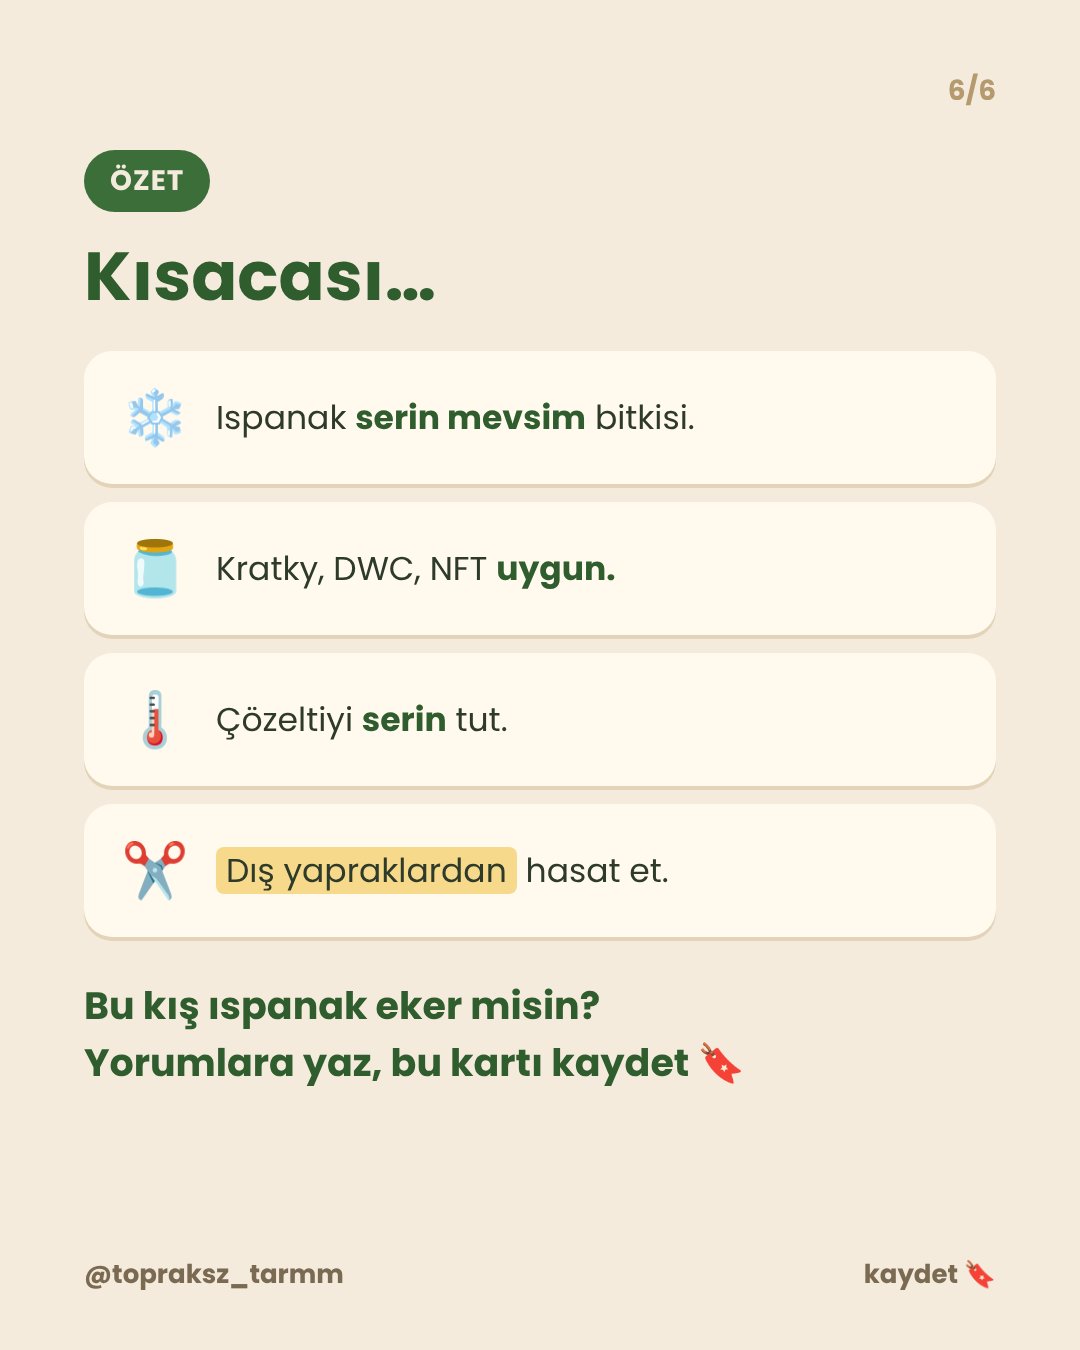 6/6
ÖZET
Kısacası...
Ispanak serin mevsim bitkisi.
Kratky, DWC, NFT uygun.
Çözeltiyi serin tut.
Dış yapraklardan hasat et.
Bu kış ıspanak eker misin?
Yorumlara yaz, bu kartı kaydet 🔖
@topraksz_tarmm
kaydet 🔖